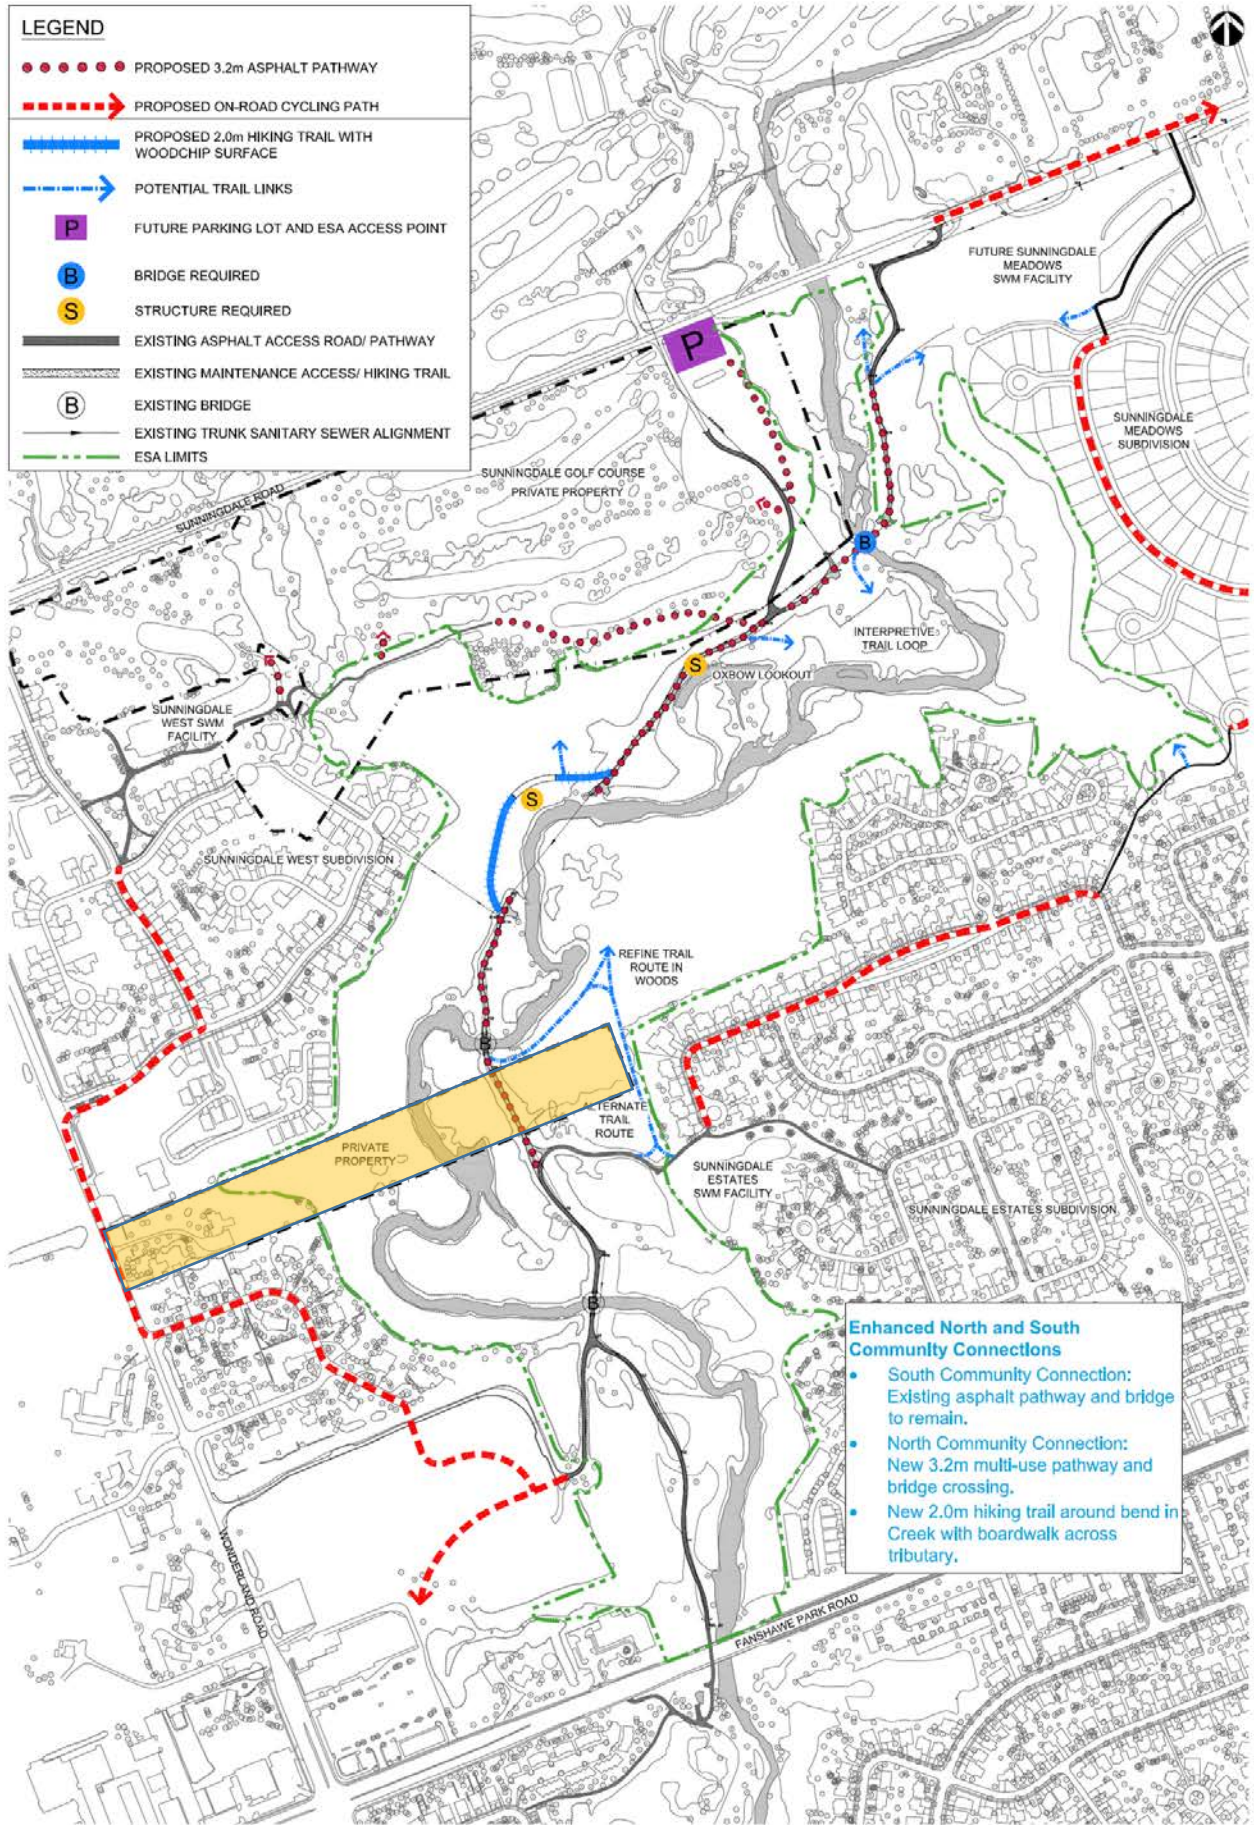 LEGEND
PROPOSED 3.2m ASPHALT PATHWAY
PROPOSED ON-ROAD CYCLING PATH
PROPOSED 2.0m HIKING TRAIL WITH
WOODCHIP SURFACE
POTENTIAL TRAIL LINKS
P
FUTURE PARKING LOT AND ESA ACCESS POINT
B
BRIDGE REQUIRED
S
STRUCTURE REQUIRED
EXISTING ASPHALT ACCESS ROAD/ PATHWAY
EXISTING MAINTENANCE ACCESS/ HIKING TRAIL
B
EXISTING BRIDGE
EXISTING TRUNK SANITARY SEWER ALIGNMENT
ESA LIMITS
FUTURE SUNNINGDALE
MEADOWS
SWM FACILITY
P
SUNNINGDALE
MEADOWS
SUBDIVISION
SUNNINGDALE GOLF COURSE
PRIVATE PROPERTY
SUNNINGDALE ROAD
B
INTERPRETIVE
TRAIL LOOP
S
OXBOW LOOKOUT
SUNNINGDALE
WEST SWM
FACILITY
S
SUNNINGDALE WEST SUBDIVISION
REFINE TRAIL
ROUTE IN
WOODS
B
LTERNATE
TRAIL
ROUTE
PRIVATE
PROPERTY
SUNNINGDALE
ESTATES
SWM FACILITY
SUNNINGDALE ESTATES SUBDIVISION
B
Enhanced North and South
Community Connections
• South Community Connection:
Existing asphalt pathway and bridge
to remain.
• North Community Connection:
New 3.2m multi-use pathway and
bridge crossing.
• New 2.0m hiking trail around bend in
Creek with boardwalk across
tributary.
WONDERLAND ROAD
FANSHAWE PARK ROAD